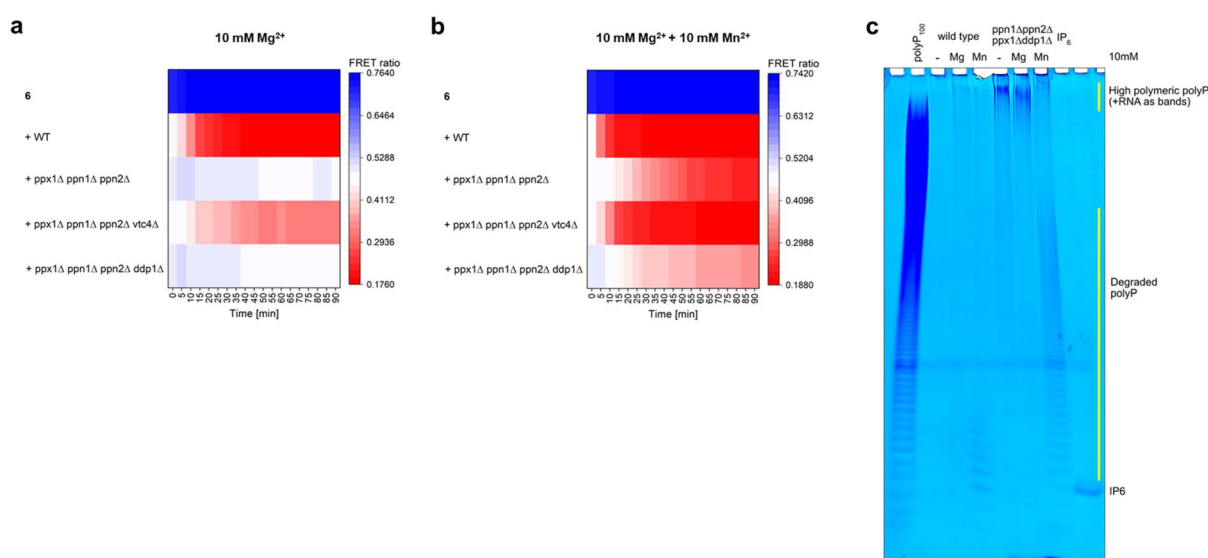 a
10 mM Mg²⁺
FRET ratio
6
+ WT
+ ppx1Δ ppn1Δ ppn2Δ
+ ppx1Δ ppn1Δ ppn2Δ vtc4Δ
+ ppx1Δ ppn1Δ ppn2Δ ddp1Δ
0.7640
0.6464
0.5288
0.4112
0.2936
0.1760
0 5 10 15 20 25 30 35 40 45 50 55 60 65 70 75 80 85 90
Time [min]
b
10 mM Mg²⁺ + 10 mM Mn²⁺
FRET ratio
6
+ WT
+ ppx1Δ ppn1Δ ppn2Δ
+ ppx1Δ ppn1Δ ppn2Δ vtc4Δ
+ ppx1Δ ppn1Δ ppn2Δ ddp1Δ
0.7420
0.6312
0.5204
0.4096
0.2988
0.1880
0 5 10 15 20 25 30 35 40 45 50 55 60 65 70 75 80 85 90
Time [min]
c
polyP₁₀₀
wild type
ppn1Δppn2Δ
ppx1Δddp1Δ
IP₆
- Mg Mn - Mg Mn
10mM
High polymeric polyP
(+RNA as bands)
Degraded
polyP
IP6